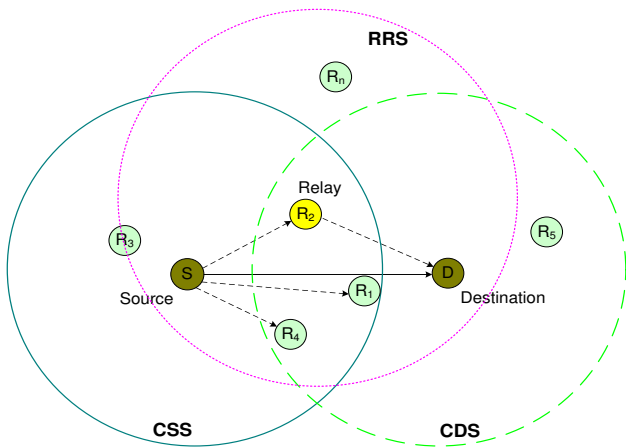 RRS
Rn
Relay
R2
R3
R5
S
D
R1
Source
Destination
R4
CSS
CDS